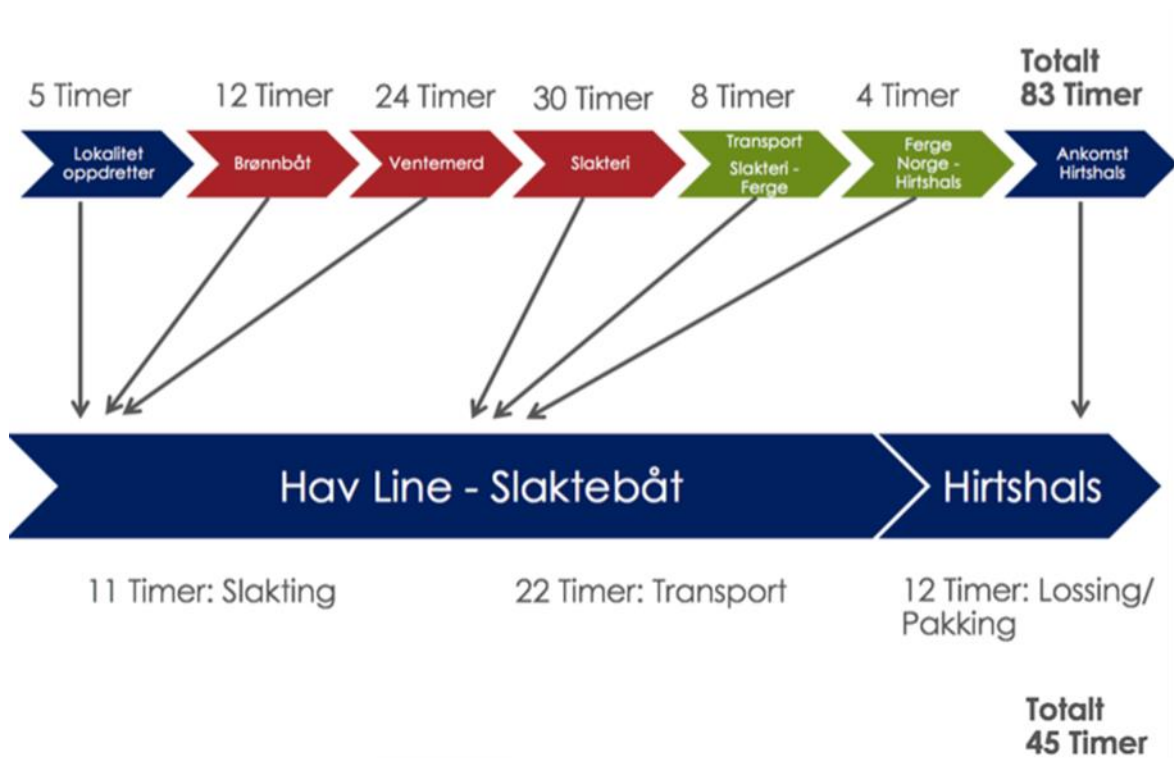 5 Timer
12 Timer
24 Timer
30 Timer
8 Timer
4 Timer
Totalt
83 Timer
Lokalitet
oppdretter
Brønnbåt
Ventemerd
Slakteri
Transport
Slakteri -
Ferge
Ferge
Norge -
Hirtshals
Ankomst
Hirtshals
Hav Line - Slaktebåt
Hirtshals
11 Timer: Slakting
22 Timer: Transport
12 Timer: Lossing/
Pakking
Totalt
45 Timer